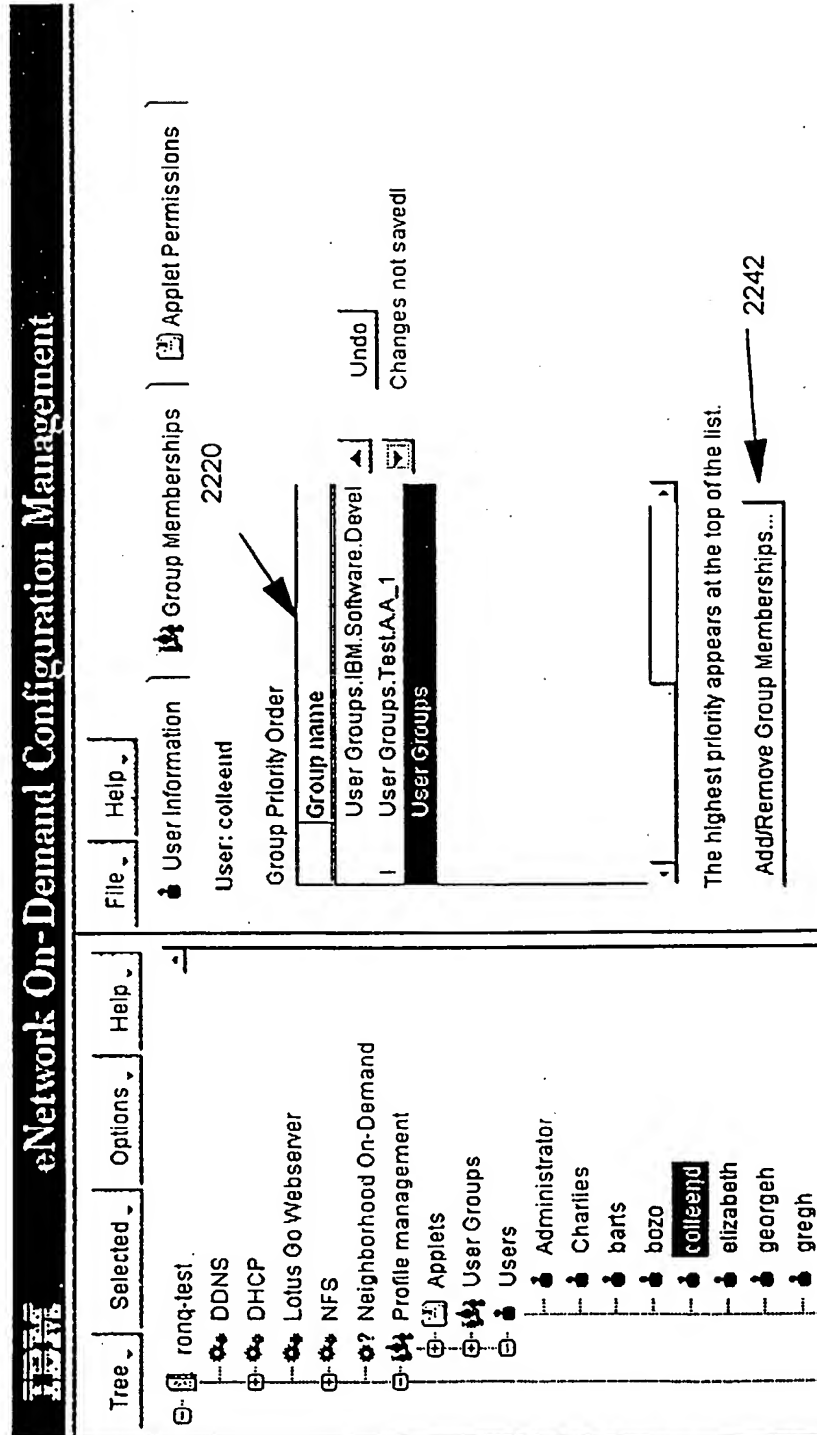 IBM eNetwork On-Demand Configuration Management
Tree Selected Options Help
ronq-test
DDNS
DHCP
Lotus Go Webserver
NFS
? Neighborhood On-Demand
Profile management
Applets
User Groups
Users
Administrator
Charlies
barts
bozo
colleend
elizabeth
georgeh
gregh
File Help
User Information Group Memberships Applet Permissions
User: colleend
2220
Group Priority Order
Group name
User Groups.IBM.Software.Devel
User Groups.Test.AA_1
User Groups
Undo
Changes not saved!
The highest priority appears at the top of the list.
Add/Remove Group Memberships...
2242